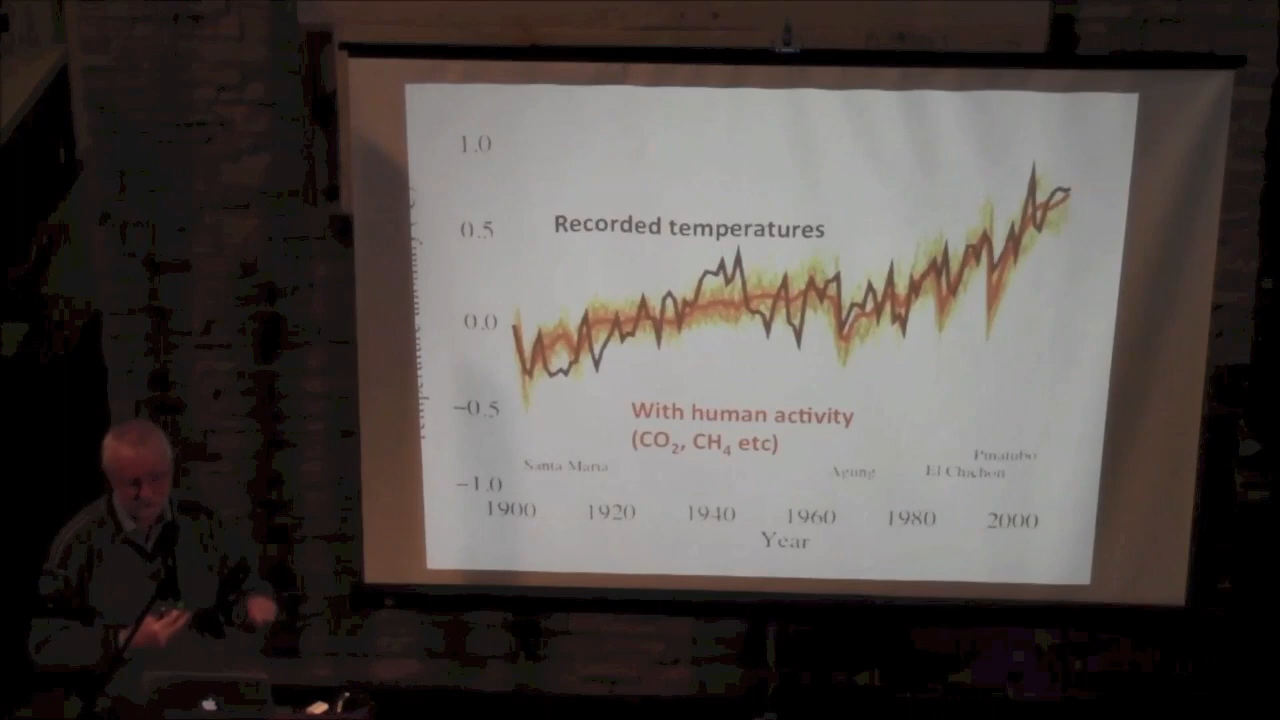 1.0
0.5
Recorded temperatures
0.0
−0.5
With human activity
(CO₂, CH₄ etc)
Santa Maria
Agung
El Chichon
Pinatubo
−1.0
1900 1920 1940 1960 1980 2000
Year